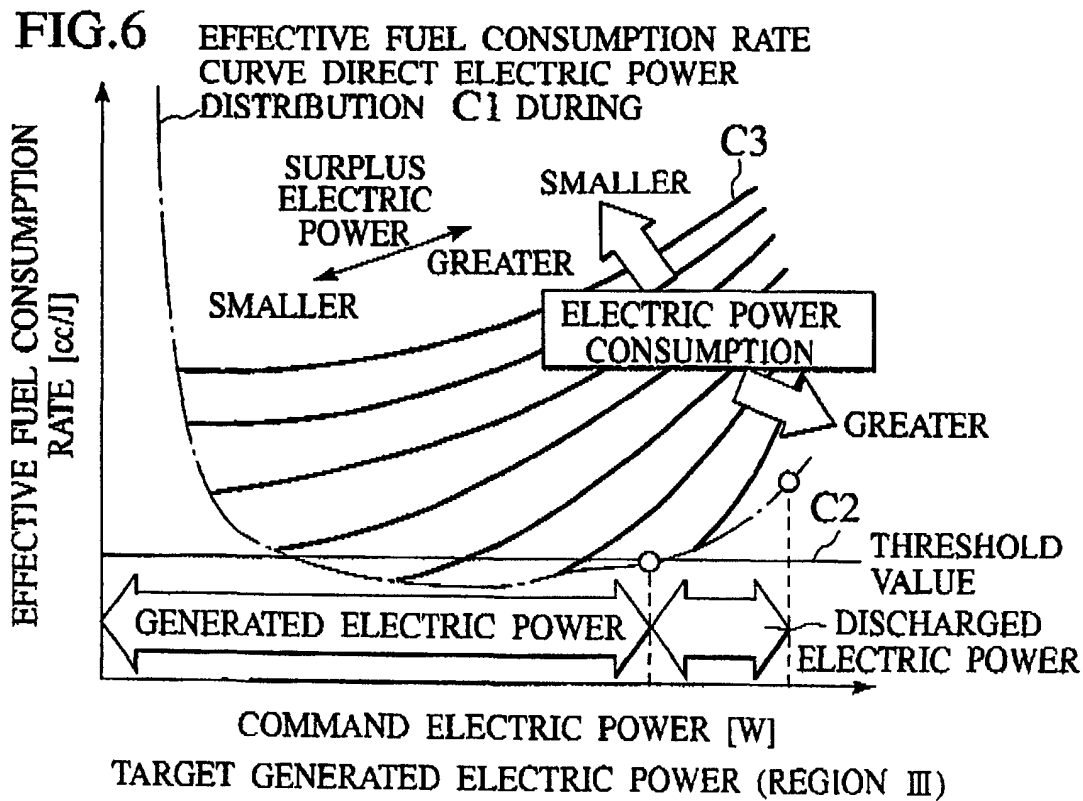 FIG.6
EFFECTIVE FUEL CONSUMPTION RATE
CURVE DIRECT ELECTRIC POWER
DISTRIBUTION C1 DURING
EFFECTIVE FUEL CONSUMPTION
RATE [cc/J]
SURPLUS
ELECTRIC
POWER
SMALLER
GREATER
C3
SMALLER
ELECTRIC POWER
CONSUMPTION
GREATER
C2
THRESHOLD
VALUE
GENERATED ELECTRIC POWER
DISCHARGED
ELECTRIC POWER
COMMAND ELECTRIC POWER [W]
TARGET GENERATED ELECTRIC POWER (REGION III)